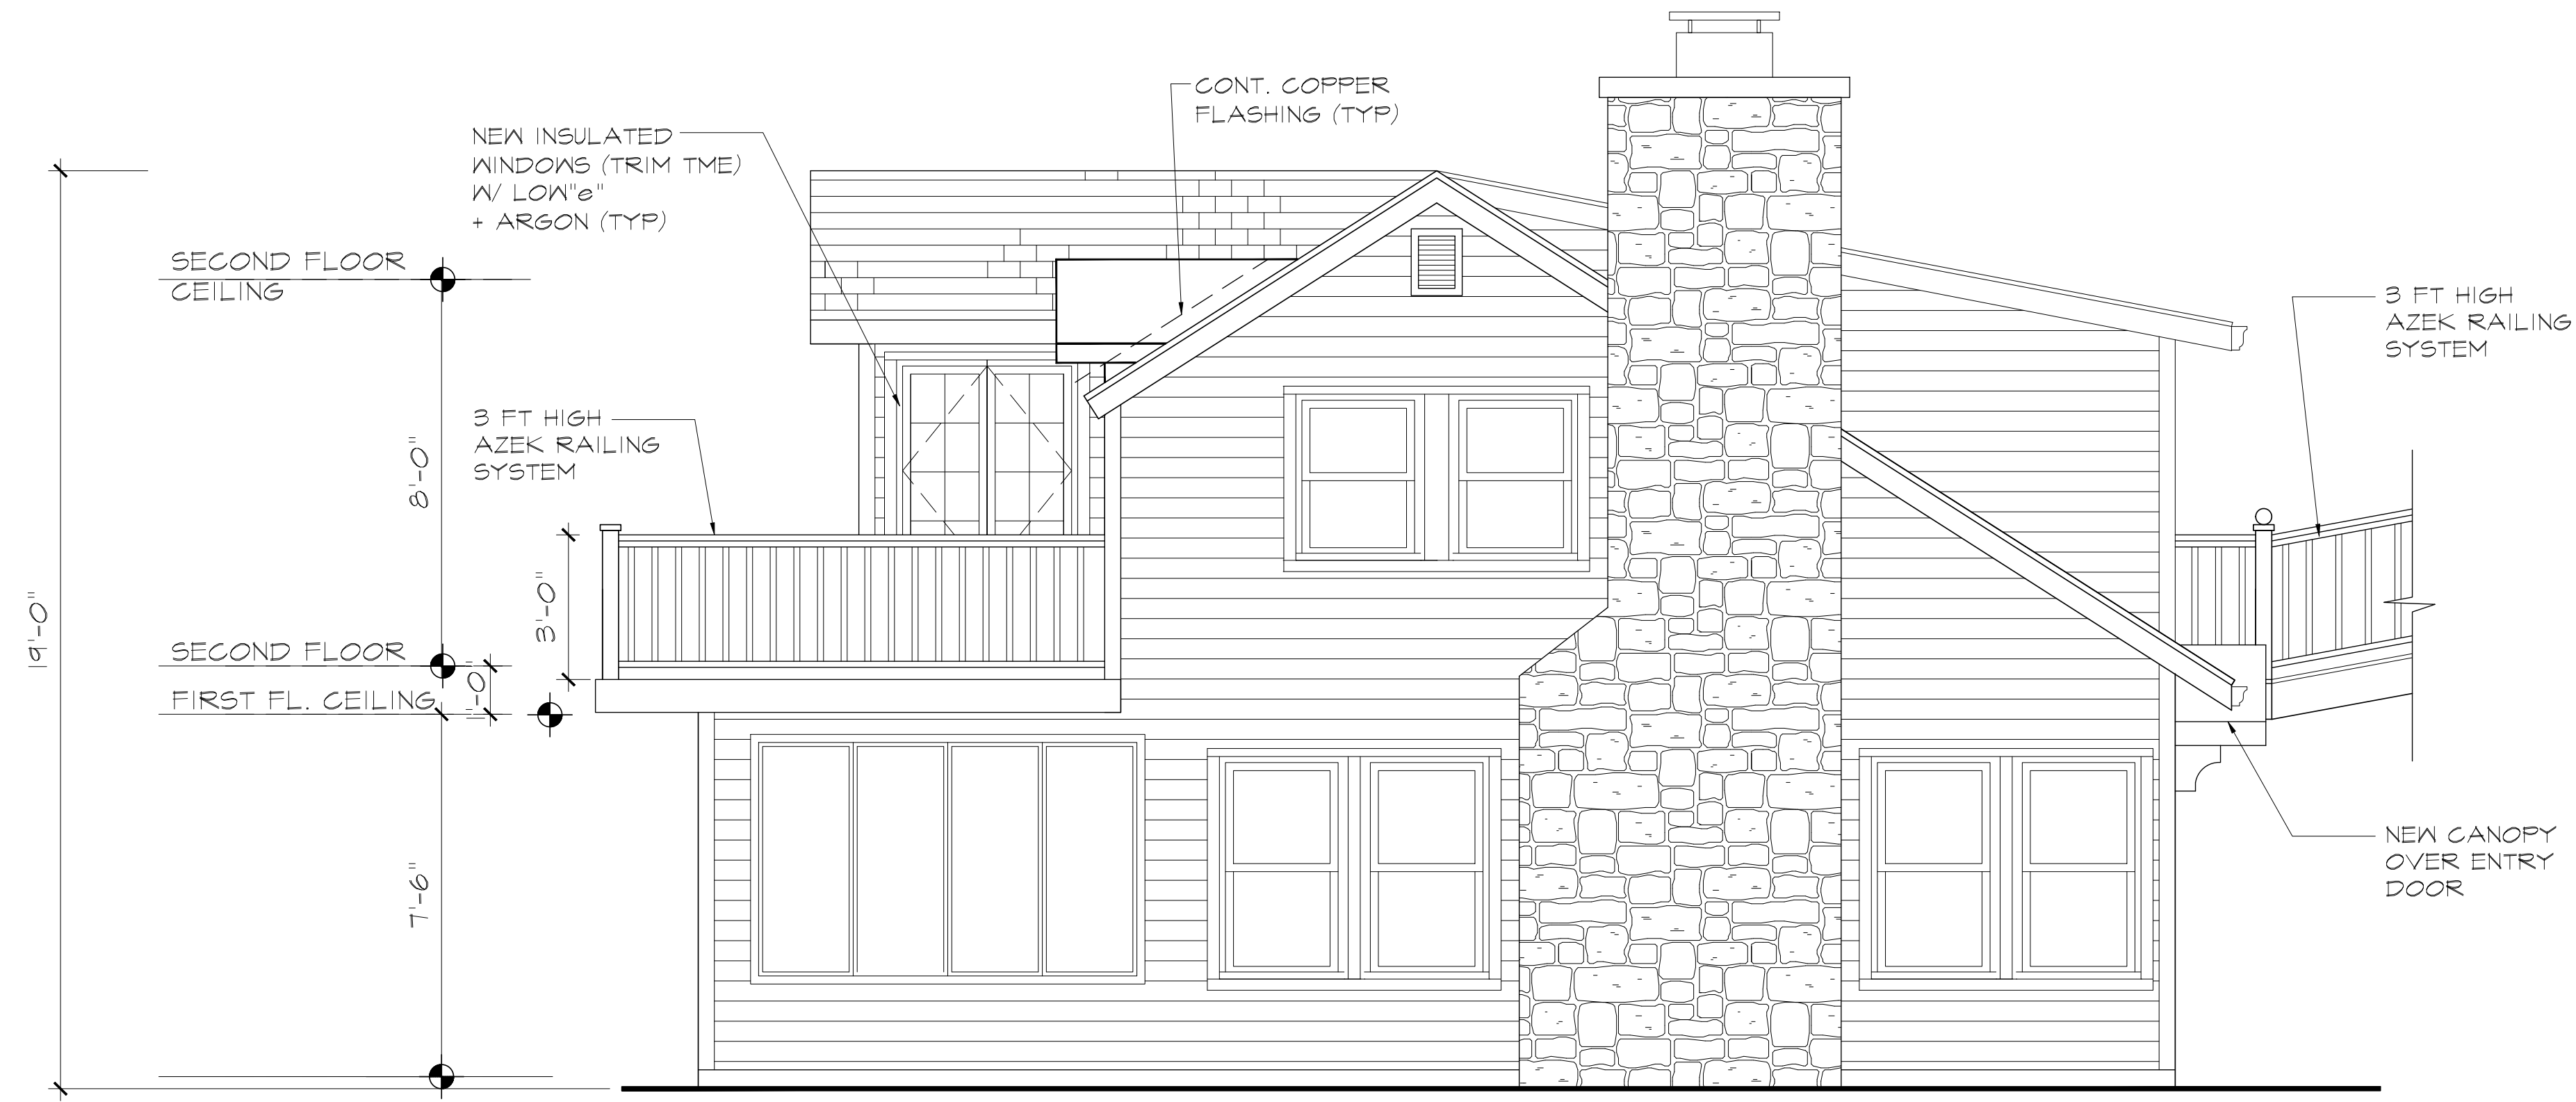 CONT. COPPER
FLASHING (TYP)
NEW INSULATED
WINDOWS (TRIM TME)
W/ LOW"e"
+ ARGON (TYP)
SECOND FLOOR
CEILING
3 FT HIGH
AZEK RAILING
SYSTEM
3 FT HIGH
AZEK RAILING
SYSTEM
8'-0"
3'-0"
19'-0"
SECOND FLOOR
FIRST FL. CEILING
1'-0"
7'-6"
NEW CANOPY
OVER ENTRY
DOOR